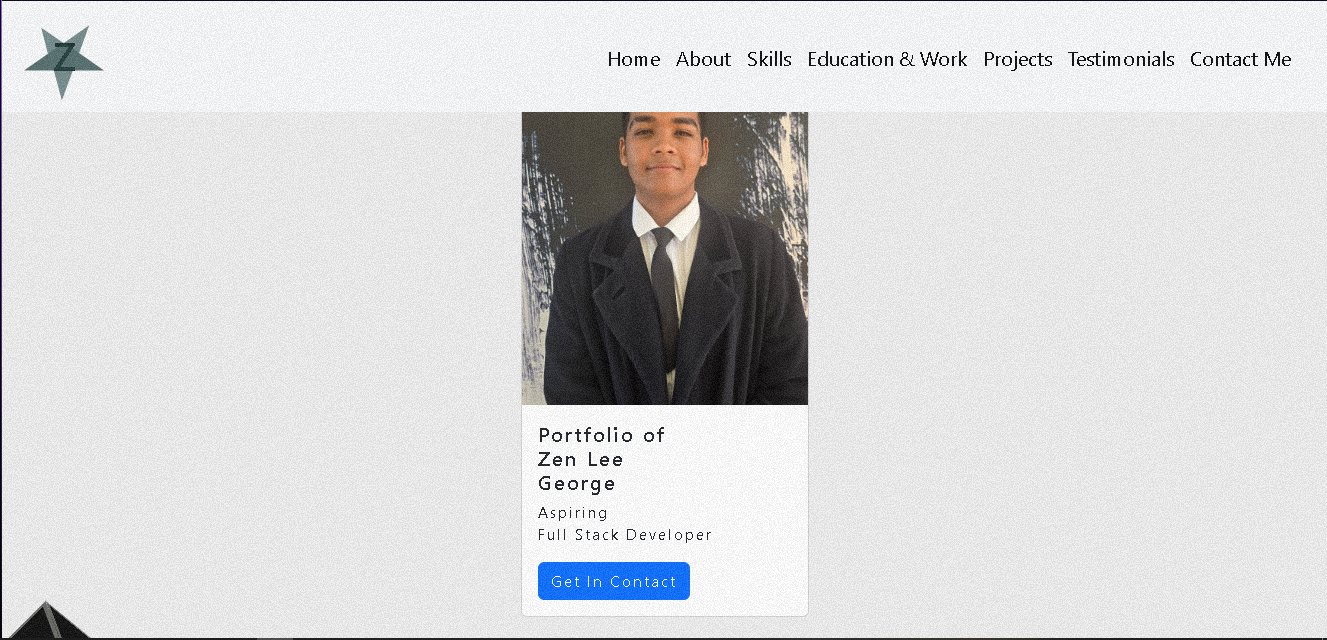 Z
Home About Skills Education & Work Projects Testimonials Contact Me
Portfolio of
Zen Lee
George
Aspiring
Full Stack Developer
Get In Contact